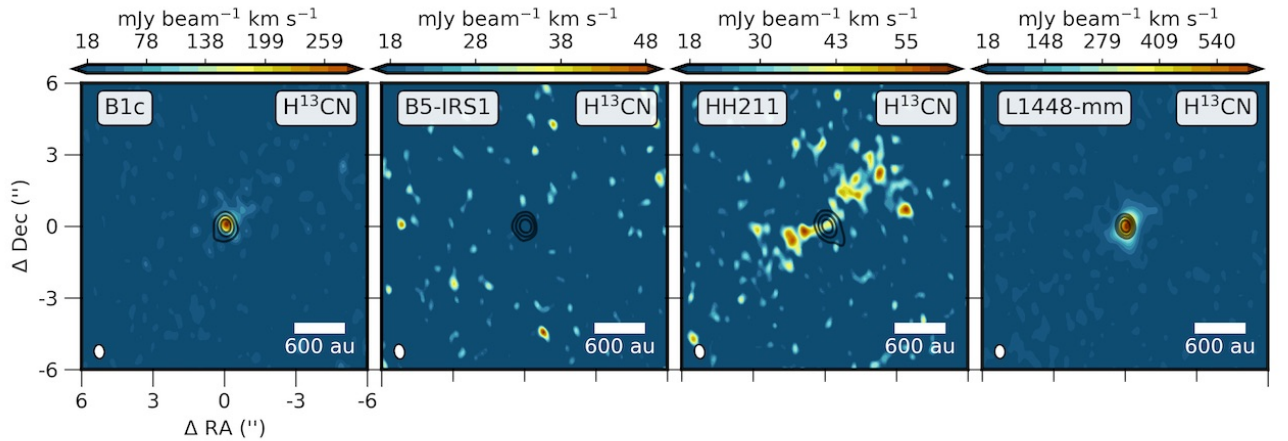 mJy beam⁻¹ km s⁻¹ mJy beam⁻¹ km s⁻¹ mJy beam⁻¹ km s⁻¹ mJy beam⁻¹ km s⁻¹
18 78 138 199 259 18 28 38 48 18 30 43 55 18 148 279 409 540
B1c H¹³CN B5-IRS1 H¹³CN HH211 H¹³CN L1448-mm H¹³CN
6
3
0
-3
-6
Δ Dec ('')
600 au 600 au 600 au 600 au
6 3 0 -3 -6
Δ RA ('')